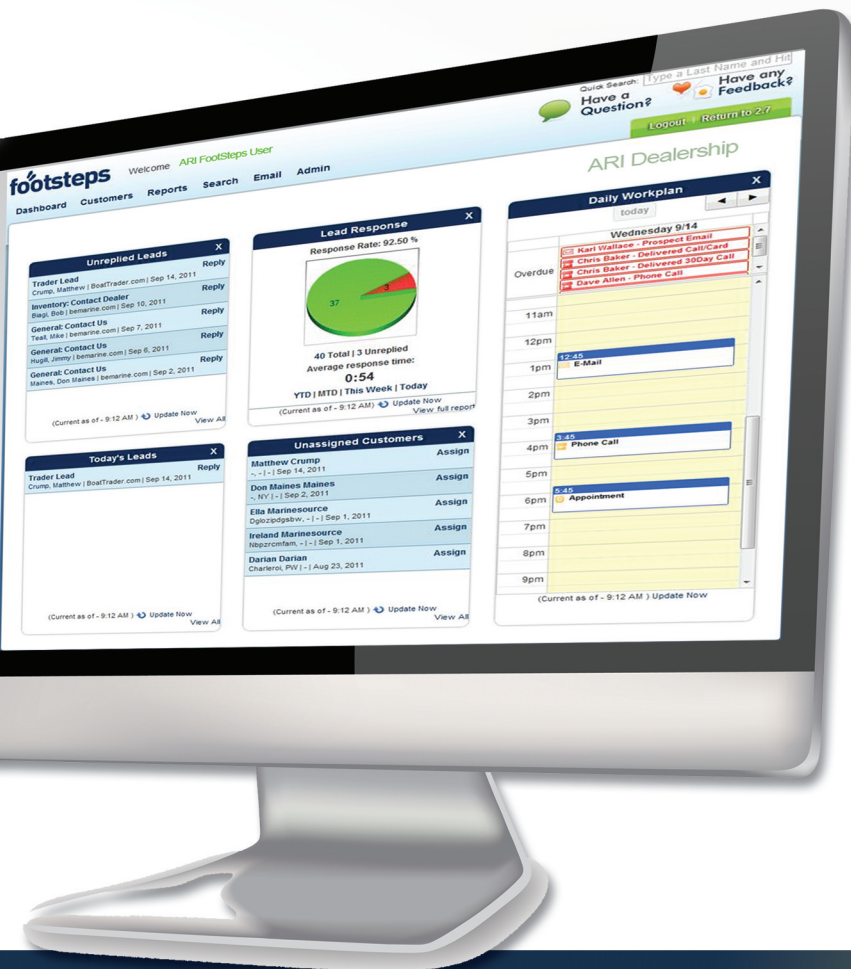 Quick Search: Type a Last Name and Hit
Have a Question?
Have any Feedback?
Logout | Return to 2.7
footsteps
Welcome ARI FootSteps User
Dashboard Customers Reports Search Email Admin
ARI Dealership
Unreplied Leads X
Trader Lead Reply
Crump, Matthew | BoatTrader.com | Sep 14, 2011
Inventory: Contact Dealer Reply
Biagi, Bob | bemarine.com | Sep 10, 2011
General: Contact Us Reply
Teall, Mike | bemarine.com | Sep 7, 2011
General: Contact Us Reply
Hugill, Jimmy | bemarine.com | Sep 6, 2011
General: Contact Us Reply
Maines, Don Maines | bemarine.com | Sep 2, 2011
(Current as of - 9:12 AM ) Update Now
View All
Lead Response X
Response Rate: 92.50 %
37
3
40 Total | 3 Unreplied
Average response time:
0:54
YTD | MTD | This Week | Today
(Current as of - 9:12 AM) Update Now
View full report
Today's Leads X
Trader Lead Reply
Crump, Matthew | BoatTrader.com | Sep 14, 2011
(Current as of - 9:12 AM ) Update Now
View All
Unassigned Customers X
Matthew Crump Assign
-, - | - | Sep 14, 2011
Don Maines Maines Assign
-, NY | - | Sep 2, 2011
Ella Marinesource Assign
Dglozipdgsbw, - | - | Sep 1, 2011
Ireland Marinesource Assign
Nbpzrcmfam, - | - | Sep 1, 2011
Darian Darian Assign
Charleroi, PW | - | Aug 23, 2011
(Current as of - 9:12 AM ) Update Now
View All
Daily Workplan X
today
Wednesday 9/14
Overdue
Karl Wallace - Prospect Email
Chris Baker - Delivered Call/Card
Chris Baker - Delivered 30Day Call
Dave Allen - Phone Call
11am
12pm
12:45
1pm E-Mail
2pm
3pm
3:45
4pm Phone Call
5pm
5:45
6pm Appointment
7pm
8pm
9pm
(Current as of - 9:12 AM ) Update Now